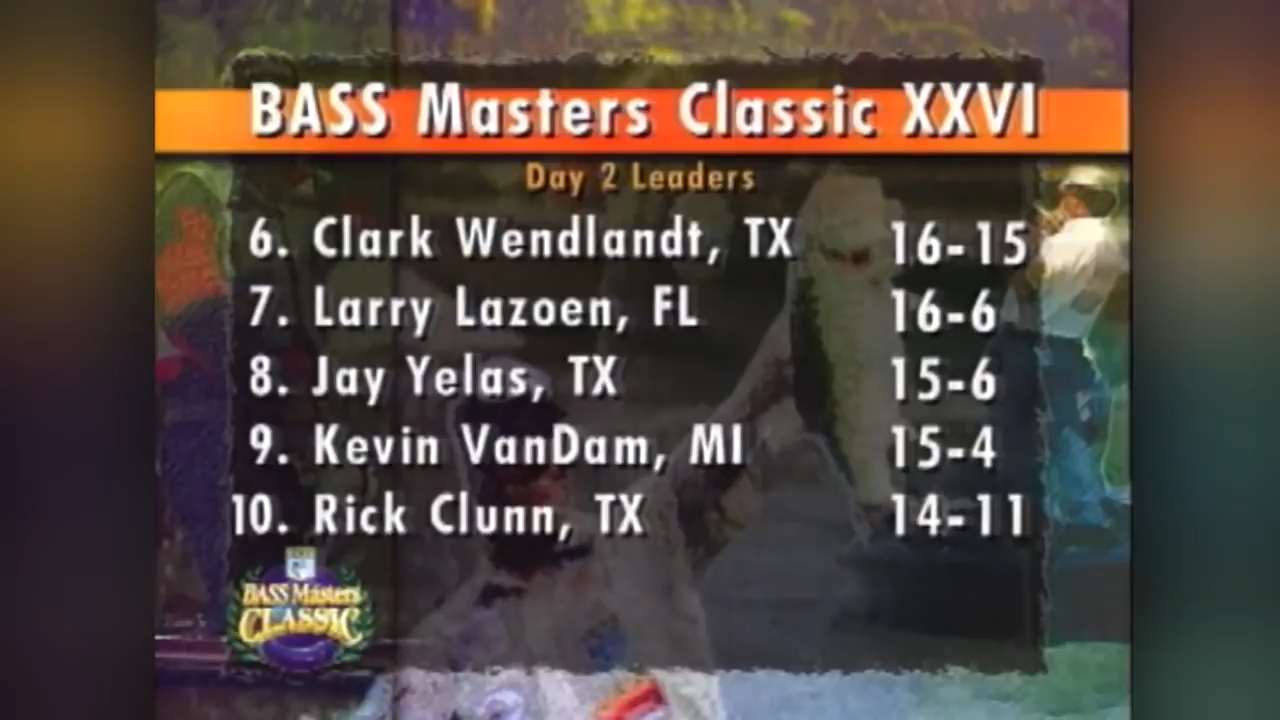 BASS Masters Classic XXVI
Day 2 Leaders
6. Clark Wendlandt, TX 16-15
7. Larry Lazoen, FL 16-6
8. Jay Yelas, TX 15-6
9. Kevin VanDam, MI 15-4
10. Rick Clunn, TX 14-11
BASS Masters
CLASSIC